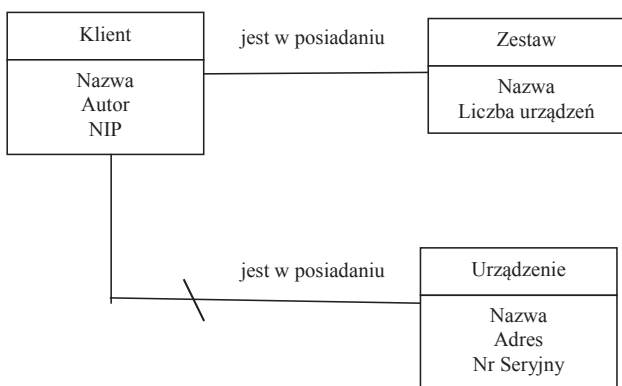 Klient
Nazwa
Autor
NIP
jest w posiadaniu
Zestaw
Nazwa
Liczba urządzeń
jest w posiadaniu
Urządzenie
Nazwa
Adres
Nr Seryjny